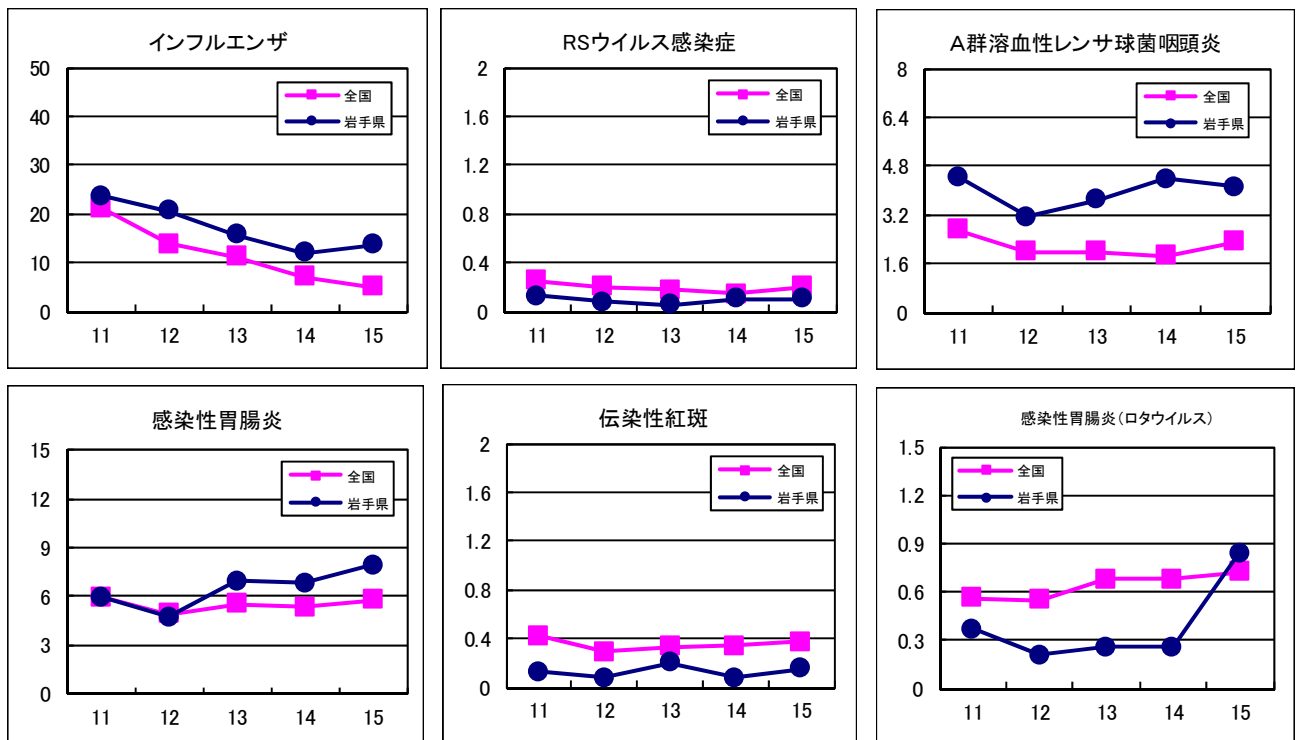 インフルエンザ
50
40
30
20
10
0
全国
岩手県
11 12 13 14 15
RSウイルス感染症
2
1.6
1.2
0.8
0.4
0
全国
岩手県
11 12 13 14 15
A群溶血性レンサ球菌咽頭炎
8
6.4
4.8
3.2
1.6
0
全国
岩手県
11 12 13 14 15
感染性胃腸炎
15
12
9
6
3
0
全国
岩手県
11 12 13 14 15
伝染性紅斑
2
1.6
1.2
0.8
0.4
0
全国
岩手県
11 12 13 14 15
感染性胃腸炎(ロタウイルス)
1.5
1.2
0.9
0.6
0.3
0
全国
岩手県
11 12 13 14 15